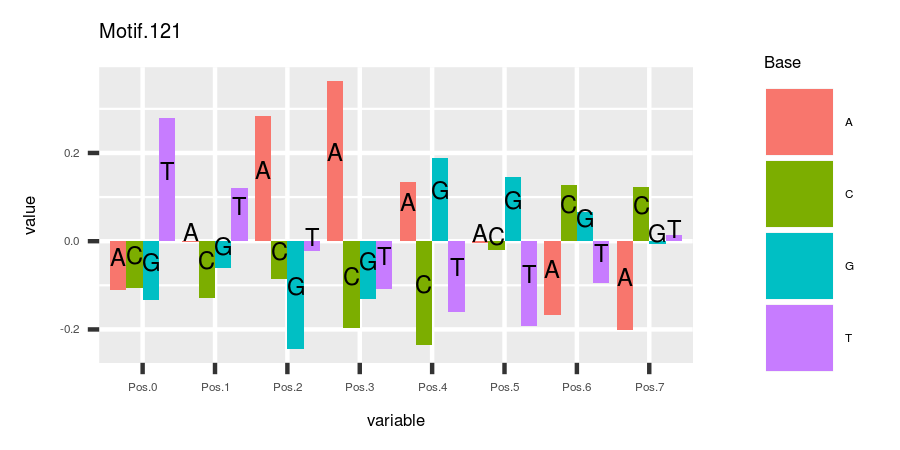 Motif.121
Base
A
C
G
T
value
0.2
0.0
-0.2
A C G T
A C G T
A C G T
A C G T
A C G T
A C G T
A C G T
A C G T
Pos.0 Pos.1 Pos.2 Pos.3 Pos.4 Pos.5 Pos.6 Pos.7
variable